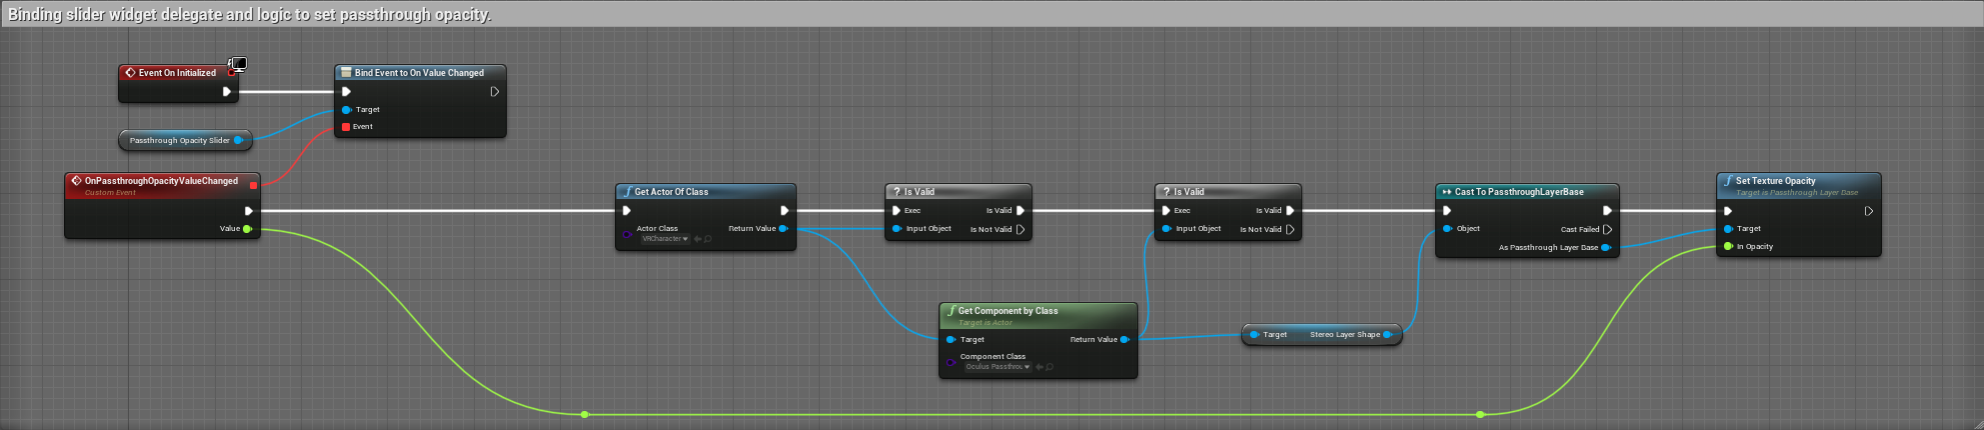 Binding slider widget delegate and logic to set passthrough opacity.
Event On Initialized
Bind Event to On Value Changed
Target
Event
Passthrough Opacity Slider
OnPassthroughOpacityValueChanged
Custom Event
Value
Get Actor Of Class
Actor Class
VRCharacter
Return Value
? Is Valid
Exec
Is Valid
Input Object
Is Not Valid
? Is Valid
Exec
Is Valid
Input Object
Is Not Valid
Cast To PassthroughLayerBase
Object
Cast Failed
As Passthrough Layer Base
Set Texture Opacity
Target is Passthrough Layer Base
Target
In Opacity
Get Component by Class
Target is Actor
Target
Return Value
Component Class
Oculus Passthrou
Target
Stereo Layer Shape